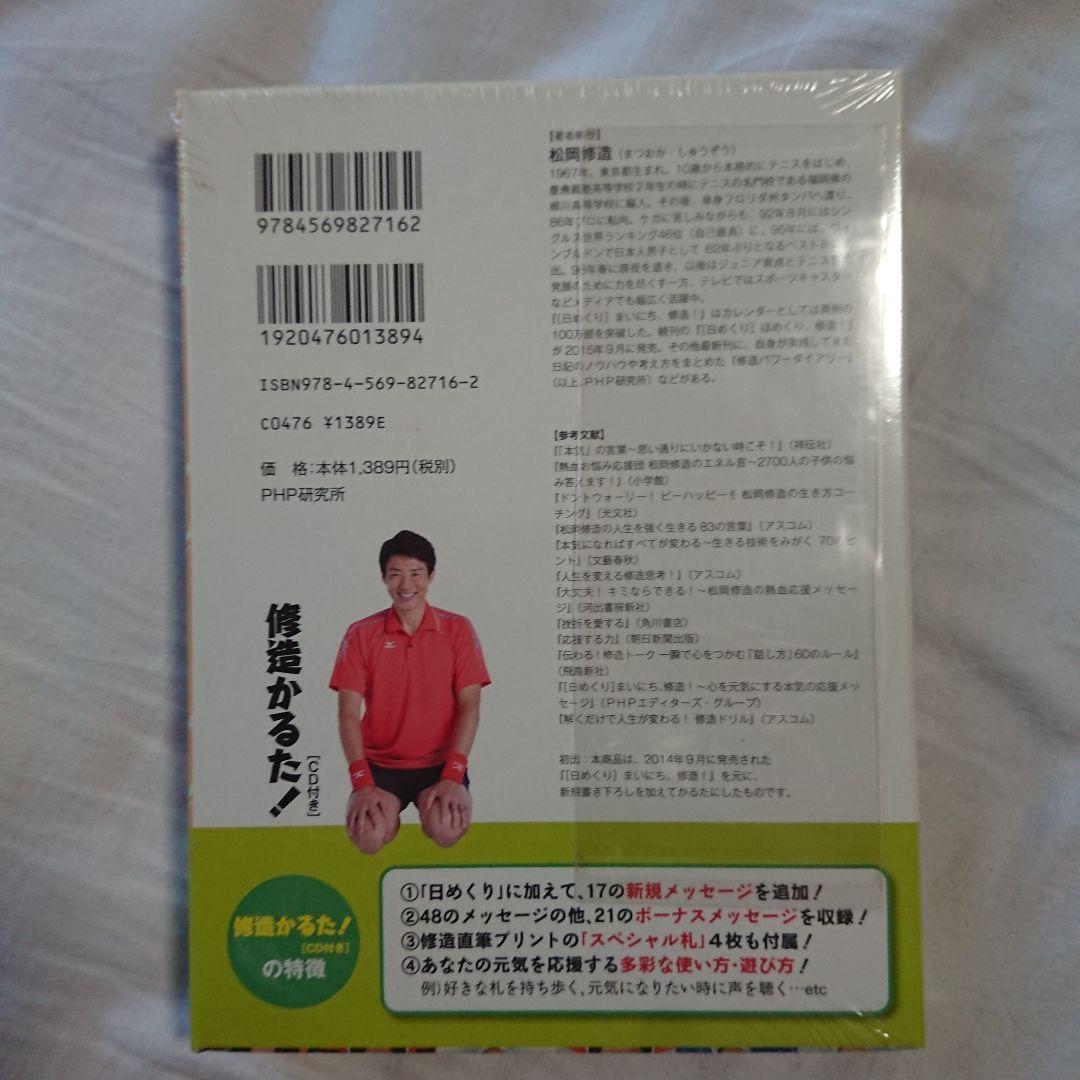 9784569827162
1920476013894
ISBN978-4-569-82716-2
C0476 ¥1389E
価 格:本体1,389円(税別)
PHP研究所
修造かるた!
[CD付き]
松岡修造(まつおか・しゅうぞう)
1967年、東京都生まれ。10歳から本格的にテニスをはじめ、
慶應義塾高等学校2年生の時にテニスの名門校である福岡県の
柳川高等学校に編入。その後、単身フロリダ州タンパへ渡り、
86年プロに転向。ケガに苦しみながらも、92年8月にはシン
グルス世界ランキング46位(自己最高)に。95年には、ウィ
ンブルドンで日本人男子として 62年ぶりとなるベスト8
出。98年春に現役を退き、以後はジュニア育成とテニス
発展のために力を尽くす一方、テレビではスポーツキャスター
などメディアでも幅広く活躍中。
『[日めくり]まいにち、修造!』はカレンダーとしては異例の
100万部を突破した。続刊の『[日めくり]ほめくり、修造!』
が2015年9月に発売。その他最新刊に、自身が実践してきた
日記のノウハウや考え方をまとめた『修造パワーダイアリー』
(以上、PHP研究所)などがある。
【参考文献】
『「本気」の言葉~思い通りにいかない時こそ!』(祥伝社)
『熱血お悩み応援団 松岡修造のエネル言~2700人の子供の悩
み答えます!』(小学館)
『ドントウォーリー! ビーハッピー!! 松岡修造の生き方コー
チング』(光文社)
『松岡修造の人生を強く生きる 83の言葉』(アスコム)
『本気になればすべてが変わる~生きる技術をみがく 70のヒ
ント』(文藝春秋)
『人生を変える修造思考!』(アスコム)
『大丈夫! キミならできる!~松岡修造の熱血応援メッセー
ジ』(河出書房新社)
『挫折を愛する』(角川書店)
『応援する力』(朝日新聞出版)
『伝わる!修造トーク 一瞬で心をつかむ「話し方」60のルール』
(飛鳥新社)
『[日めくり]まいにち、修造!~心を元気にする本気の応援メッ
セージ』(PHPエディターズ・グループ)
『解くだけで人生が変わる! 修造ドリル』(アスコム)
初出:本商品は、2014年9月に発売された
『[日めくり]まいにち、修造!』を元に、
新規書き下ろしを加えてかるたにしたものです。
修造かるた!
[CD付き]
の特徴
①「日めくり」に加えて、17の新規メッセージを追加!
②48のメッセージの他、21のボーナスメッセージを収録!
③修造直筆プリントの「スペシャル札」4枚も付属!
④あなたの元気を応援する多彩な使い方・遊び方!
例)好きな札を持ち歩く、元気になりたい時に声を聴く…etc